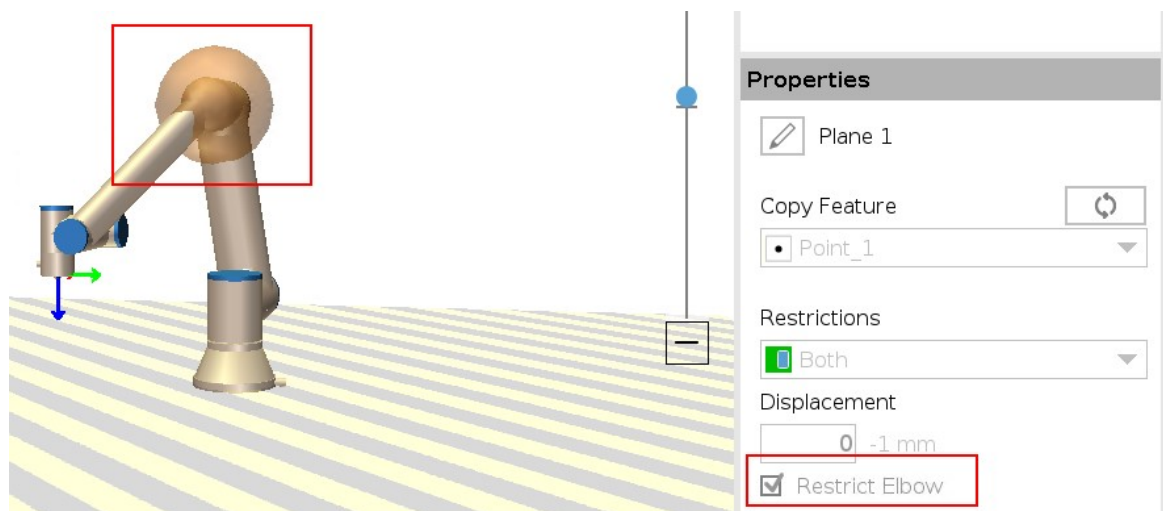 Properties
Plane 1
Copy Feature
Point_1
Restrictions
Both
Displacement
0 -1 mm
Restrict Elbow